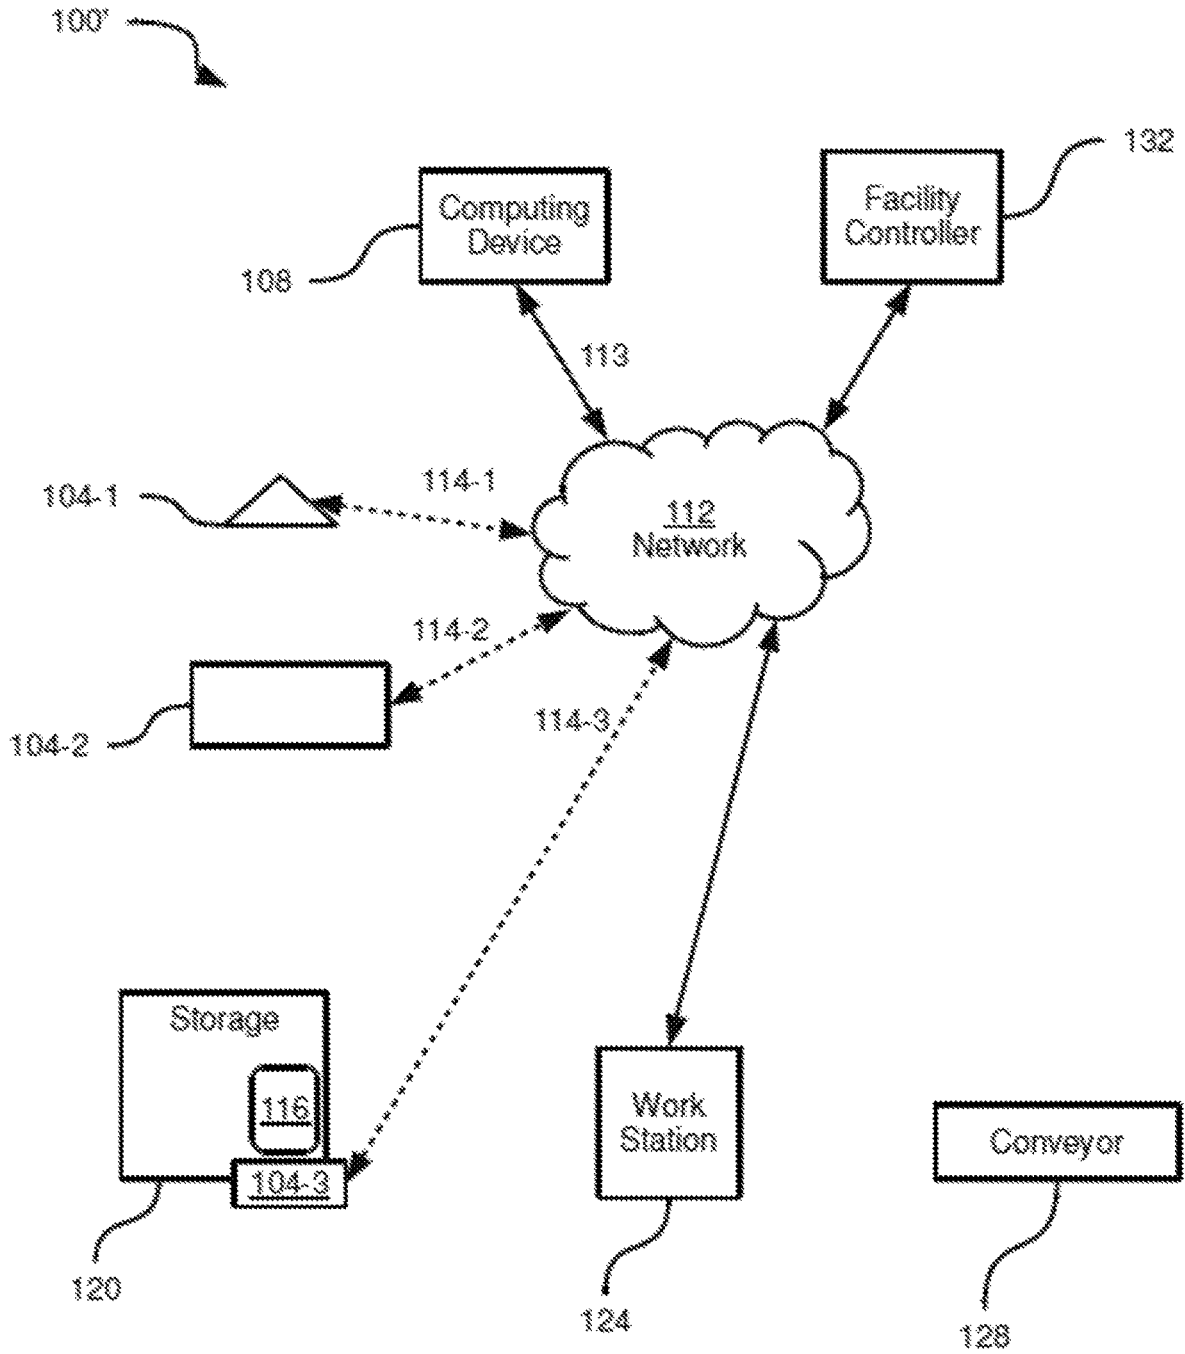 100'
132
Computing
Device
Facility
Controller
108
113
114-1
104-1
112
Network
114-2
114-3
104-2
Storage
116
104-3
Work
Station
Conveyor
120
124
128